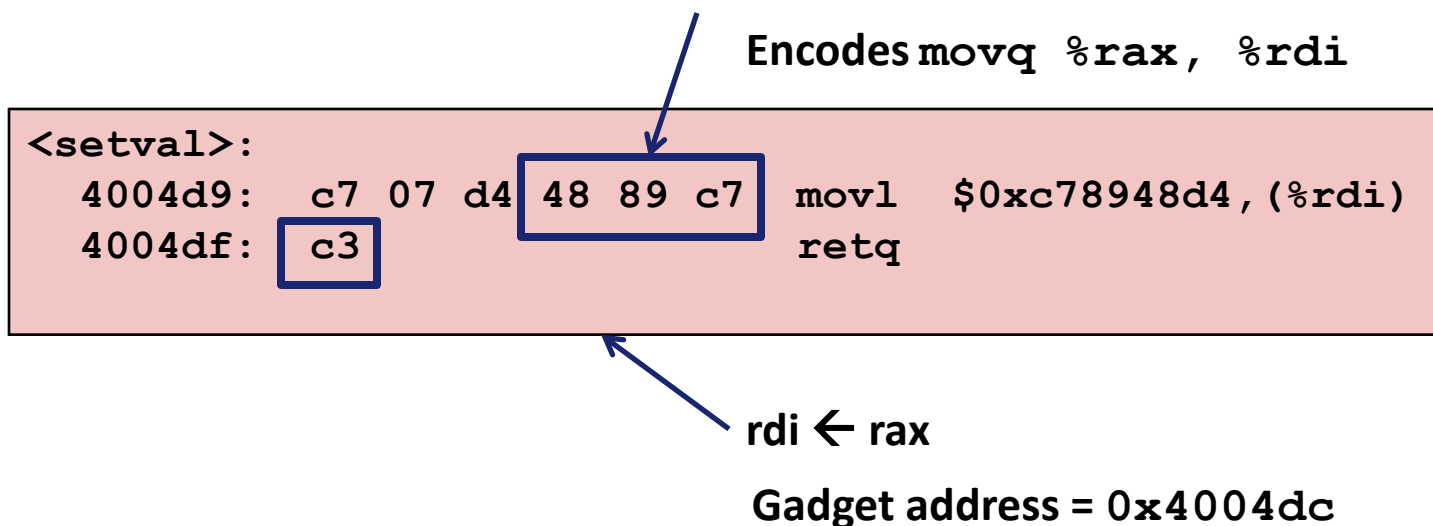 Encodes movq %rax, %rdi
<setval>:
4004d9: c7 07 d4 48 89 c7 movl $0xc78948d4,(%rdi)
4004df: c3 retq
rdi ← rax
Gadget address = 0x4004dc